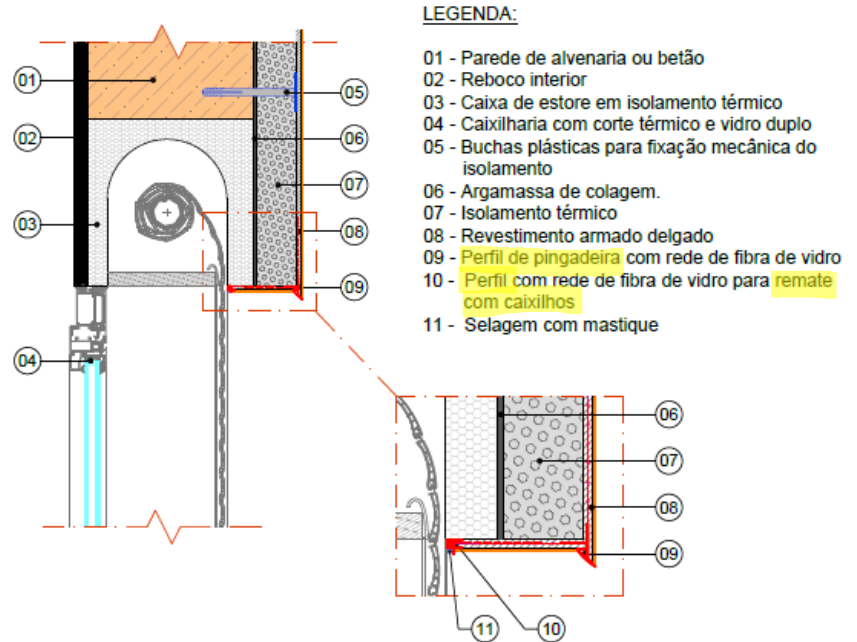 LEGENDA:
01 - Parede de alvenaria ou betão
02 - Reboco interior
03 - Caixa de estore em isolamento térmico
04 - Caixilharia com corte térmico e vidro duplo
05 - Buchas plásticas para fixação mecânica do
isolamento
06 - Argamassa de colagem.
07 - Isolamento térmico
08 - Revestimento armado delgado
09 - Perfil de pingadeira com rede de fibra de vidro
10 - Perfil com rede de fibra de vidro para remate
com caixilhos
11 - Selagem com mastique
01
02
03
04
05
06
07
08
09
06
07
08
09
11
10